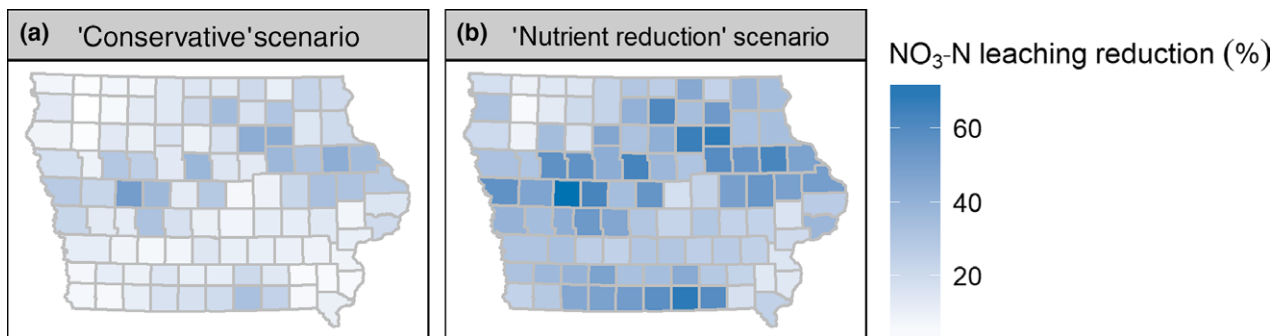 (a) 'Conservative'scenario
(b) 'Nutrient reduction' scenario
NO₃-N leaching reduction (%)
60
40
20